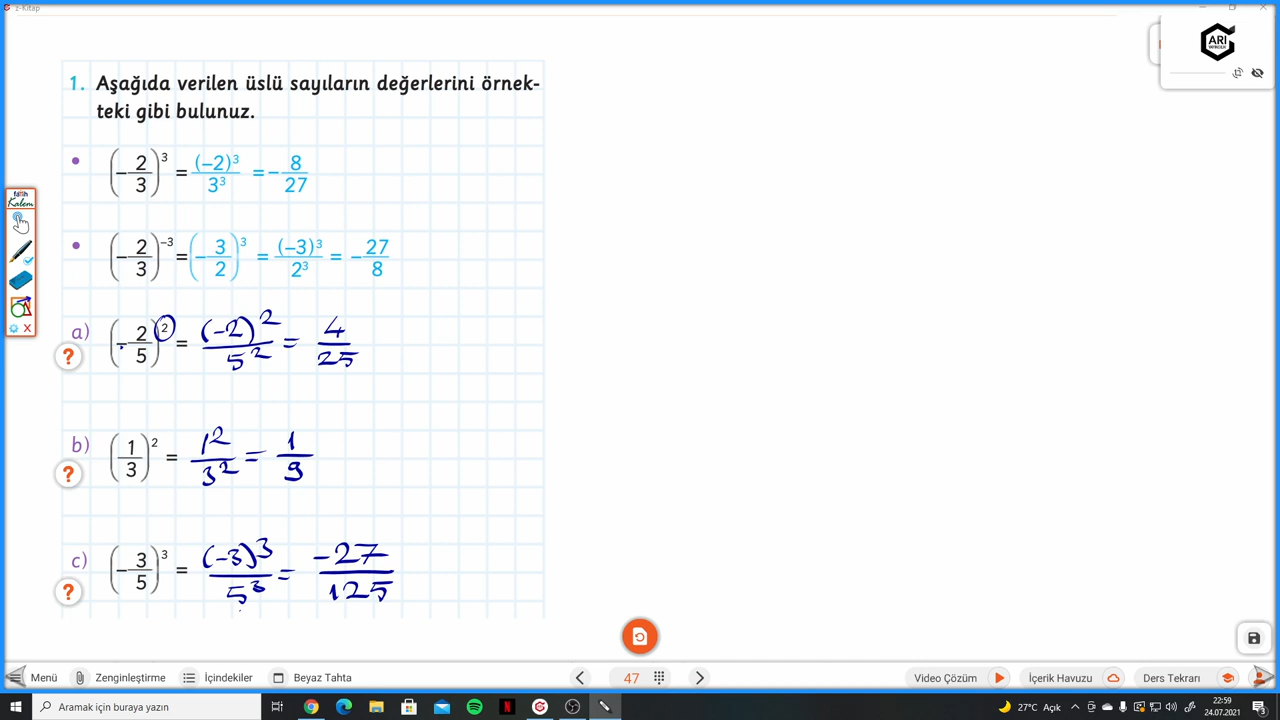 z-Kitap
ARI
YAYINCILIK
1. Aşağıda verilen üslü sayıların değerlerini örnek-
teki gibi bulunuz.
• (-2/3)³ = (-2)³/3³ = -8/27
• (-2/3)⁻³ = (-3/2)³ = (-3)³/2³ = -27/8
a) (-2/5)² = (-2)²/5² = 4/25
?
b) (1/3)² = 1²/3² = 1/9
?
c) (-3/5)³ = (-3)³/5³ = -27/125
?
fatih
Kalem
Menü Zenginleştirme İçindekiler Beyaz Tahta 47 Video Çözüm İçerik Havuzu Ders Tekrarı
Aramak için buraya yazın 27°C Açık 22:59
24.07.2021 3